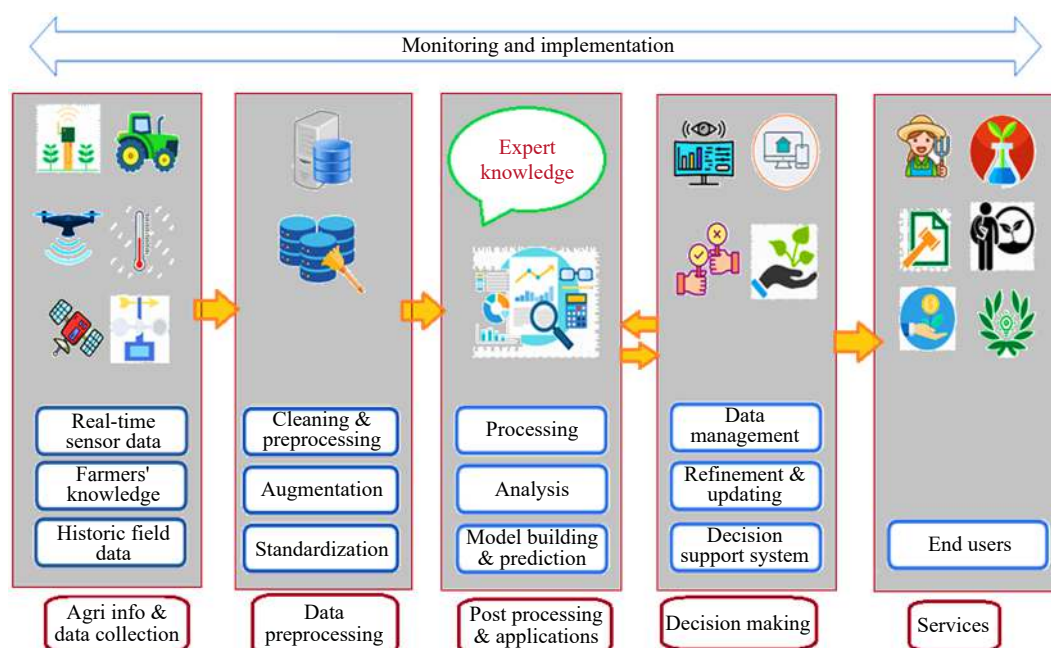 Monitoring and implementation
Expert
knowledge
Real-time
sensor data
Farmers'
knowledge
Historic field
data
Cleaning &
preprocessing
Augmentation
Standardization
Processing
Analysis
Model building
& prediction
Data
management
Refinement &
updating
Decision
support system
End users
Agri info &
data collection
Data
preprocessing
Post processing
& applications
Decision making
Services